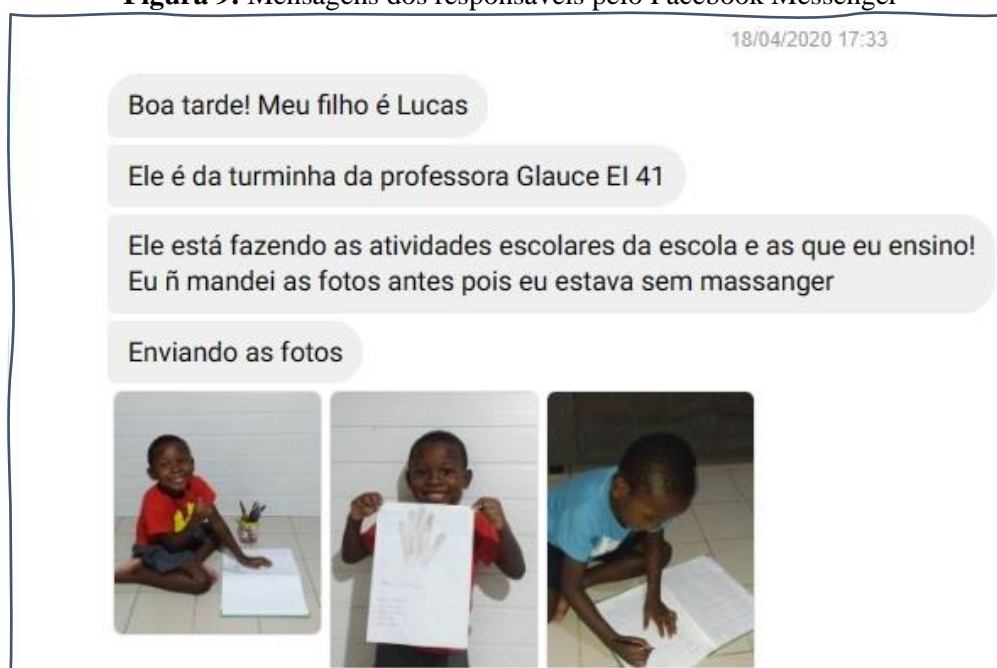 Figura 9: Mensagens dos responsáveis pelo Facebook Messenger
18/04/2020 17:33
Boa tarde! Meu filho é Lucas
Ele é da turminha da professora Glauce EI 41
Ele está fazendo as atividades escolares da escola e as que eu ensino!
Eu ñ mandei as fotos antes pois eu estava sem massanger
Enviando as fotos